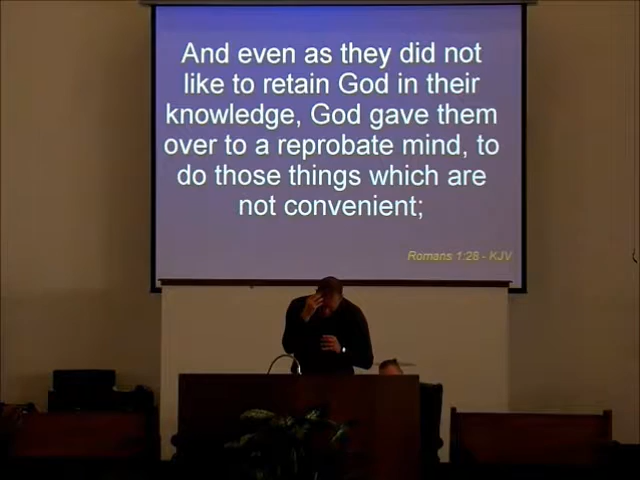 And even as they did not
like to retain God in their
knowledge, God gave them
over to a reprobate mind, to
do those things which are
not convenient;
Romans 1:28 - KJV